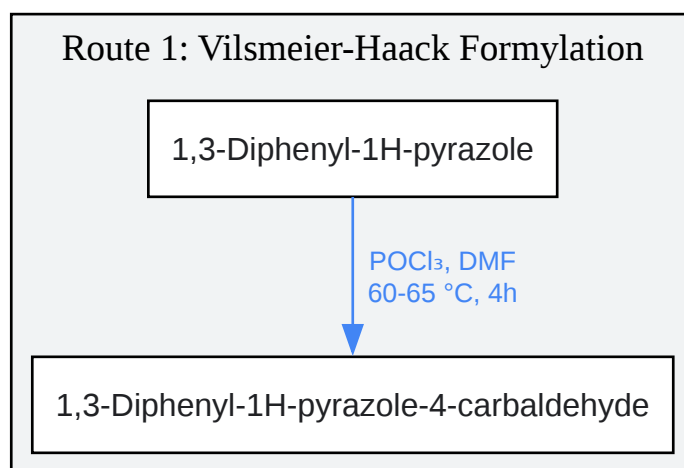 Route 1: Vilsmeier-Haack Formylation
1,3-Diphenyl-1H-pyrazole
POCl₃, DMF
60-65 °C, 4h
1,3-Diphenyl-1H-pyrazole-4-carbaldehyde